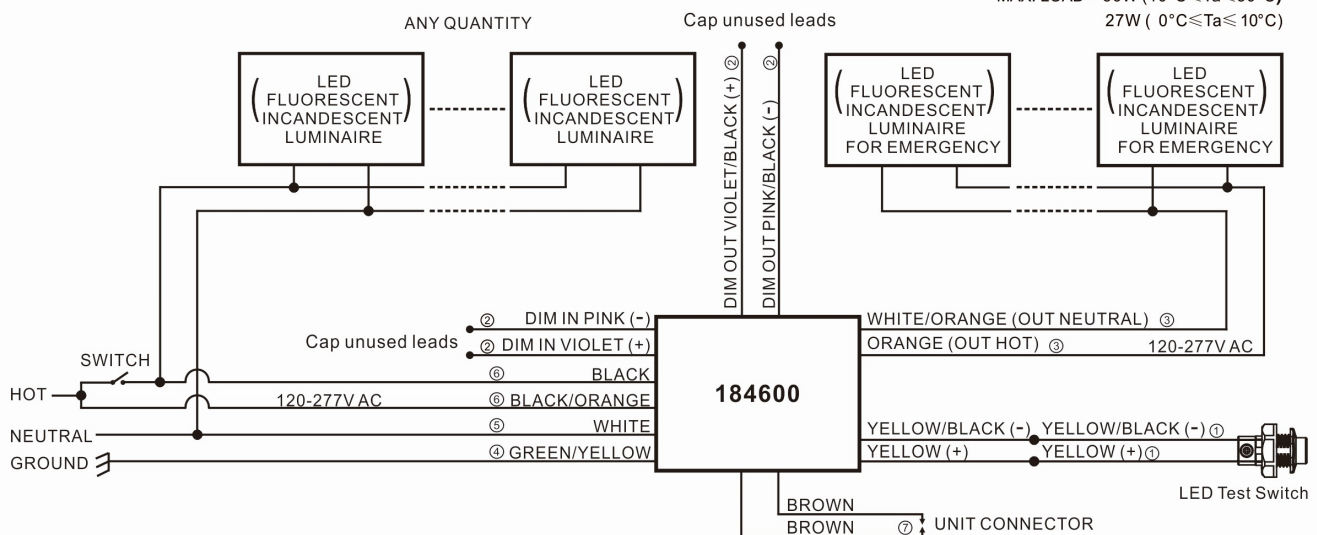 27W ( 0°C≤Ta≤10°C)
ANY QUANTITY
Cap unused leads
LED
FLUORESCENT
INCANDESCENT
LUMINAIRE
LED
FLUORESCENT
INCANDESCENT
LUMINAIRE
DIM OUT VIOLET/BLACK (+) ②
DIM OUT PINK/BLACK (-) ②
LED
FLUORESCENT
INCANDESCENT
LUMINAIRE
FOR EMERGENCY
LED
FLUORESCENT
INCANDESCENT
LUMINAIRE
FOR EMERGENCY
② DIM IN PINK (-)
Cap unused leads
② DIM IN VIOLET (+)
SWITCH
⑥ BLACK
HOT
120-277V AC
⑥ BLACK/ORANGE
NEUTRAL
⑤ WHITE
GROUND
④ GREEN/YELLOW
184600
WHITE/ORANGE (OUT NEUTRAL) ③
ORANGE (OUT HOT) ③
120-277V AC
YELLOW/BLACK (-)
YELLOW/BLACK (-) ①
YELLOW (+)
YELLOW (+) ①
LED Test Switch
BROWN
BROWN
⑦ UNIT CONNECTOR